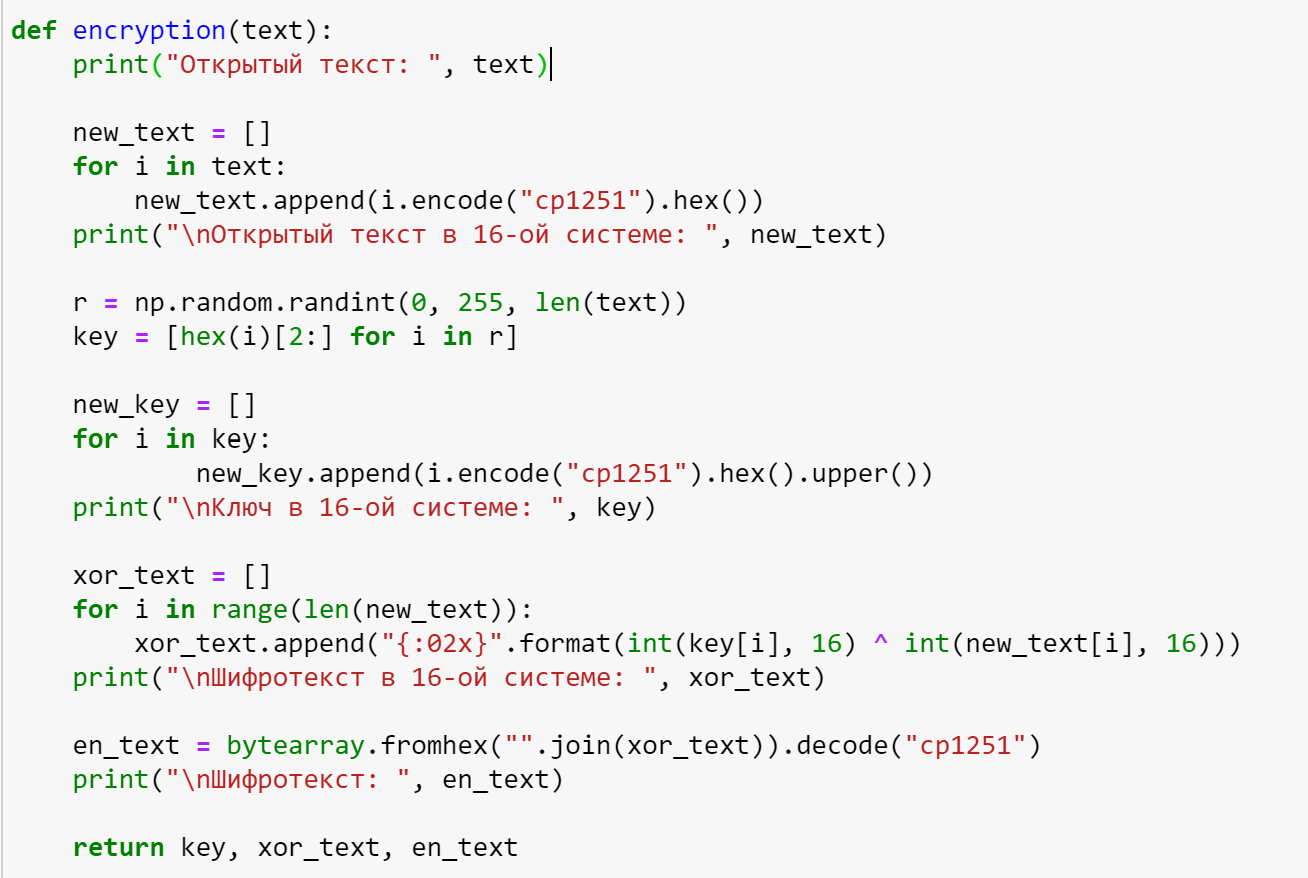 def encryption(text):
    print("Открытый текст: ", text)
    new_text = []
    for i in text:
        new_text.append(i.encode("cp1251").hex())
    print("\nОткрытый текст в 16-ой системе: ", new_text)
    r = np.random.randint(0, 255, len(text))
    key = [hex(i)[2:] for i in r]
    new_key = []
    for i in key:
            new_key.append(i.encode("cp1251").hex().upper())
    print("\nКлюч в 16-ой системе: ", key)
    xor_text = []
    for i in range(len(new_text)):
        xor_text.append("{:02x}".format(int(key[i], 16) ^ int(new_text[i], 16)))
    print("\nШифротекст в 16-ой системе: ", xor_text)
    en_text = bytearray.fromhex("".join(xor_text)).decode("cp1251")
    print("\nШифротекст: ", en_text)
    return key, xor_text, en_text